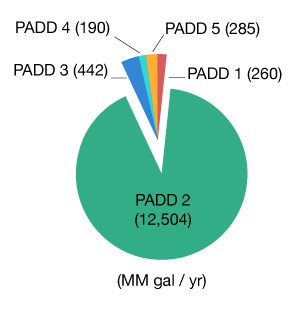 PADD 4 (190)
PADD 5 (285)
PADD 3 (442)
PADD 1 (260)
PADD 2
(12,504)
(MM gal / yr)